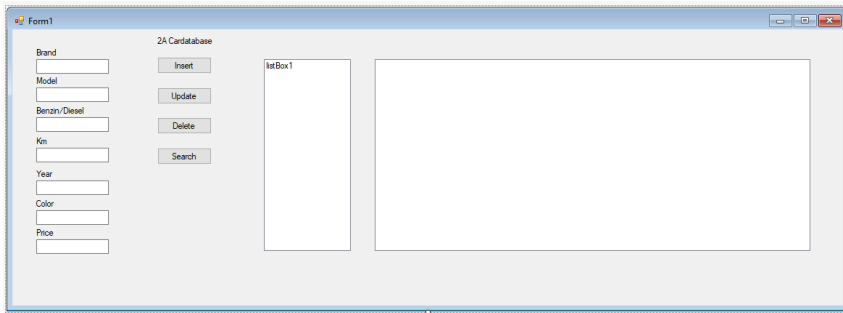 Form1
2A Cardatabase
Brand
Insert
listBox1
Model
Update
Benzin/Diesel
Delete
Km
Search
Year
Color
Price